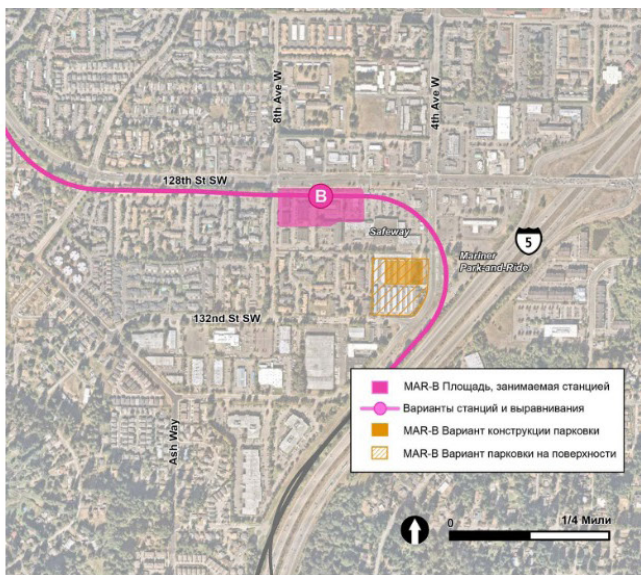 8th Ave W
4th Ave W
128th St SW
B
Safeway
5
Mariner
Park-and-Ride
132nd St SW
MAR-B Площадь, занимаемая станцией
Варианты станций и выравнивания
MAR-B Вариант конструкции парковки
MAR-B Вариант парковки на поверхности
Ash Way
0
1/4 Мили